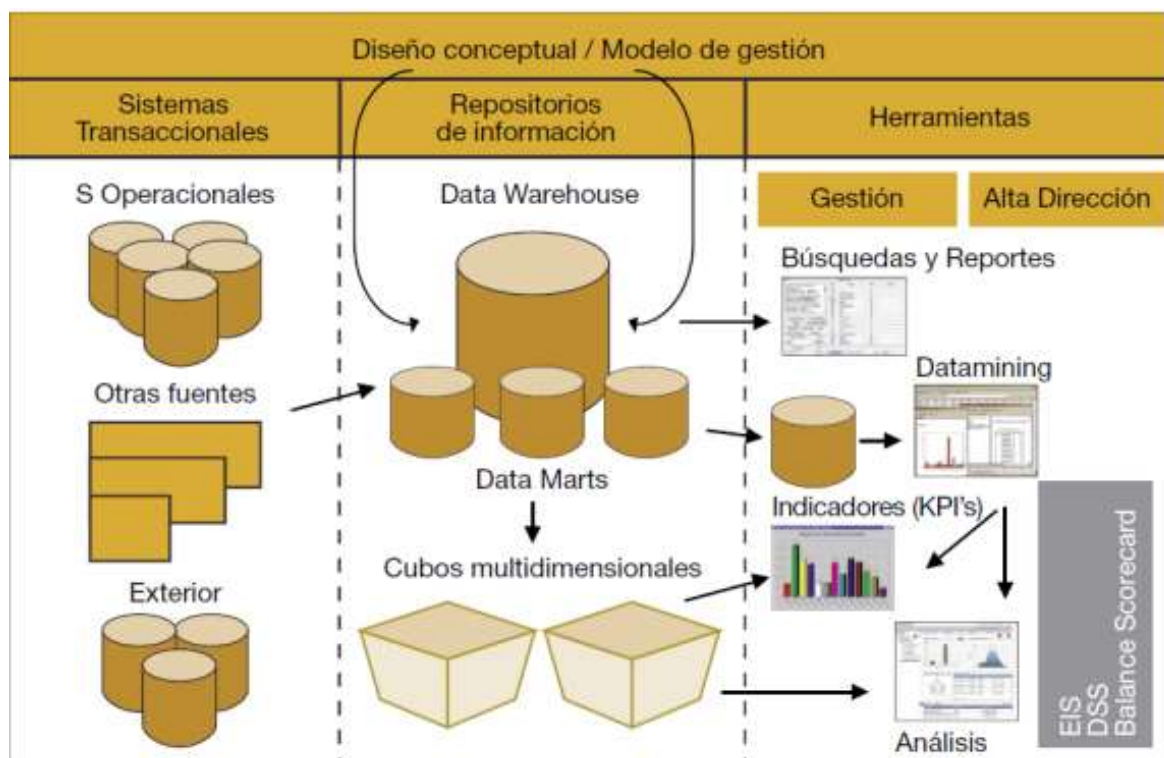 Diseño conceptual / Modelo de gestión
Sistemas
Transaccionales
Repositorios
de información
Herramientas
S Operacionales
Otras fuentes
Exterior
Data Warehouse
Data Marts
Cubos multidimensionales
Gestión
Alta Dirección
Búsquedas y Reportes
Datamining
Indicadores (KPI's)
Análisis
EIS
DSS
Balance Scorecard